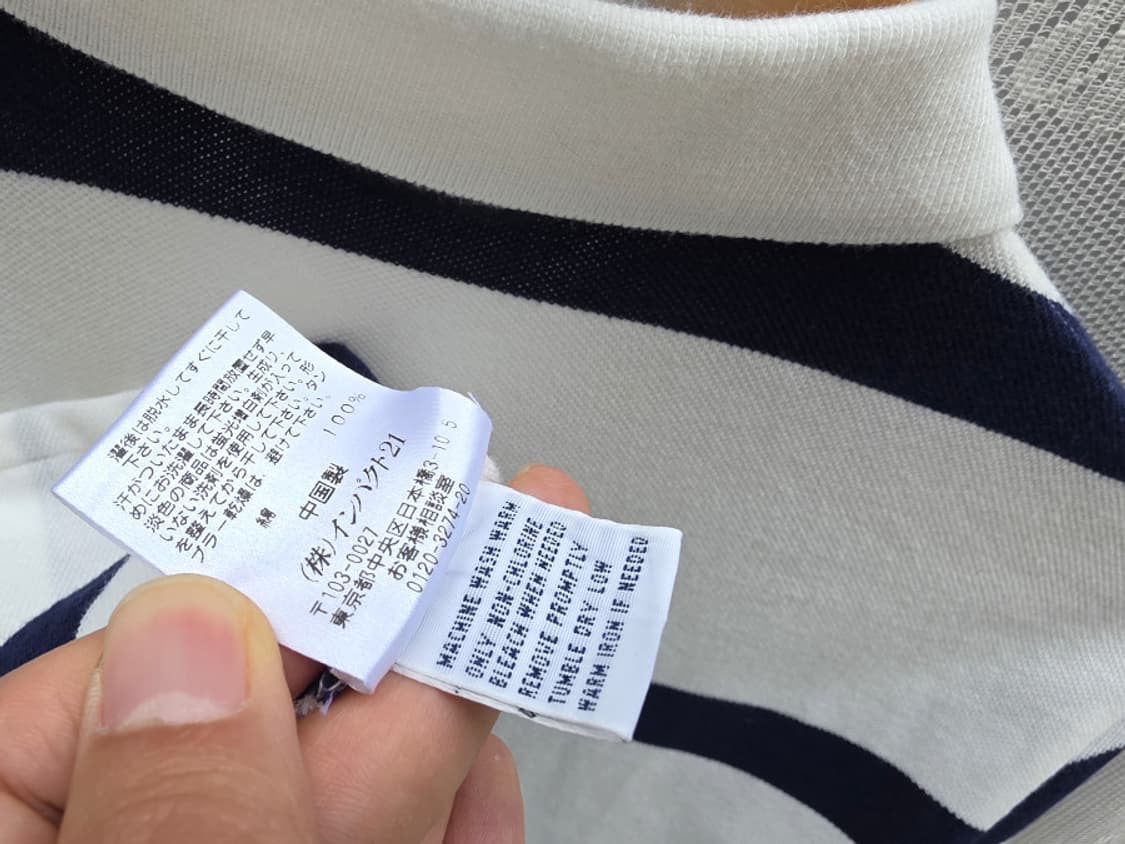 濯後は脱水してすぐに干して
下さい。
汗がついたまま長時間放置せず早
めにお洗濯して下さい。生成り、
淡色の商品は蛍光増白剤が入って
いない洗剤を使用して下さい。形
を整えてから干して下さい。タン
ブラー乾燥は 避けて下さい。
綿 100%
中国製
(株)インパクト21
〒103-0027
東京都中央区日本橋3-10 5
お客様相談室
0120-3274-20
MACHINE WASH WARM
ONLY NON-CHLORINE
BLEACH WHEN NEEDED
REMOVE PROMPTLY
TUMBLE DRY LOW
WARM IRON IF NEEDED